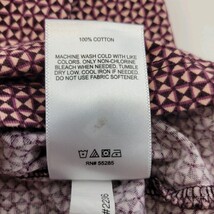 100% COTTON
MACHINE WASH COLD WITH LIKE
COLORS. ONLY NON-CHLORINE
BLEACH WHEN NEEDED. TUMBLE
DRY LOW. COOL IRON IF NEEDED.
DO NOT USE FABRIC SOFTENER.
RN#55285
#2236